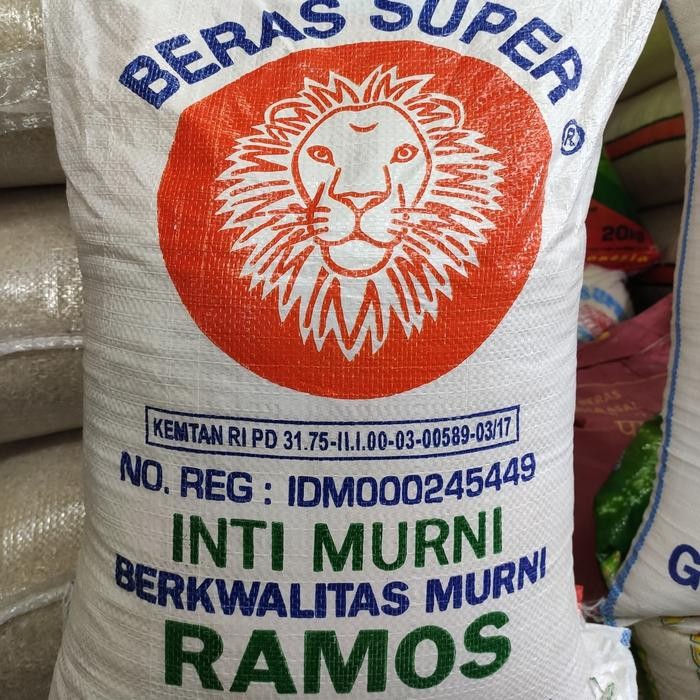 BERAS SUPER
R
KEMTAN RI PD 31.75-II.I.00-03-00589-03/17
NO. REG : IDM000245449
INTI MURNI
BERKWALITAS MURNI
RAMOS
20kg
G